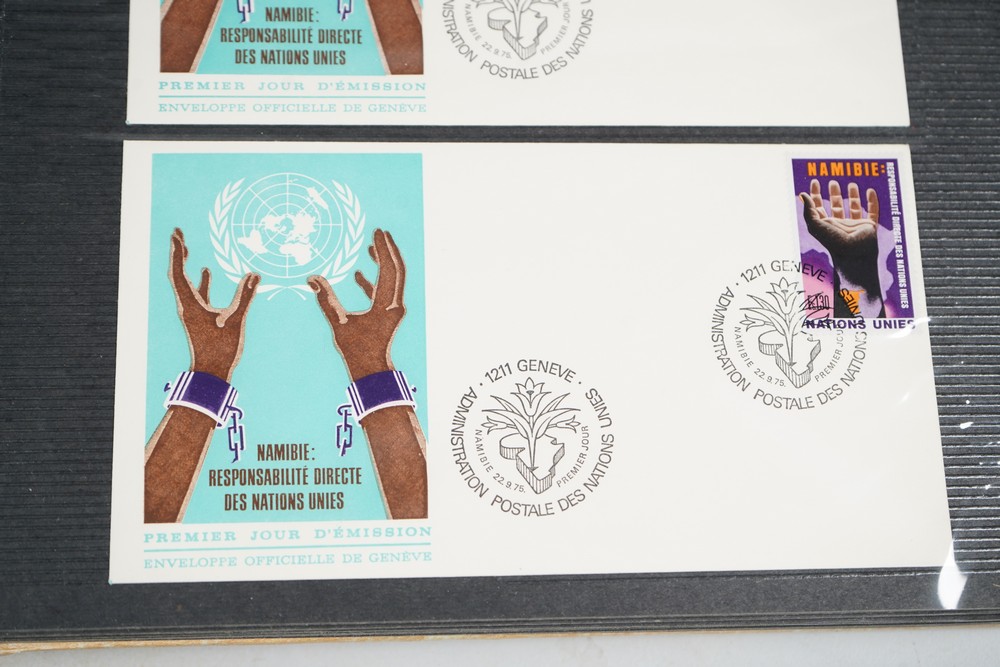 NAMIBIE:
RESPONSABILITÉ DIRECTE
DES NATIONS UNIES
PREMIER JOUR D'ÉMISSION
ENVELOPPE OFFICIELLE DE GENÈVE
NAMIBIE 22.9.75. PREMIER JOUR
POSTALE DES NATIONS
NAMIBIE:
RESPONSABILITÉ DIRECTE DES NATIONS UNIES
NATIONS UNIES
· 1211 GENEVE ·
ADMINISTRATION POSTALE DES NATIONS UNIES
NAMIBIE 22.9.75. PREMIER JOUR
NAMIBIE:
RESPONSABILITÉ DIRECTE
DES NATIONS UNIES
· 1211 GENEVE ·
ADMINISTRATION POSTALE DES NATIONS UNIES
NAMIBIE 22.9.75. PREMIER JOUR
PREMIER JOUR D'ÉMISSION
ENVELOPPE OFFICIELLE DE GENÈVE